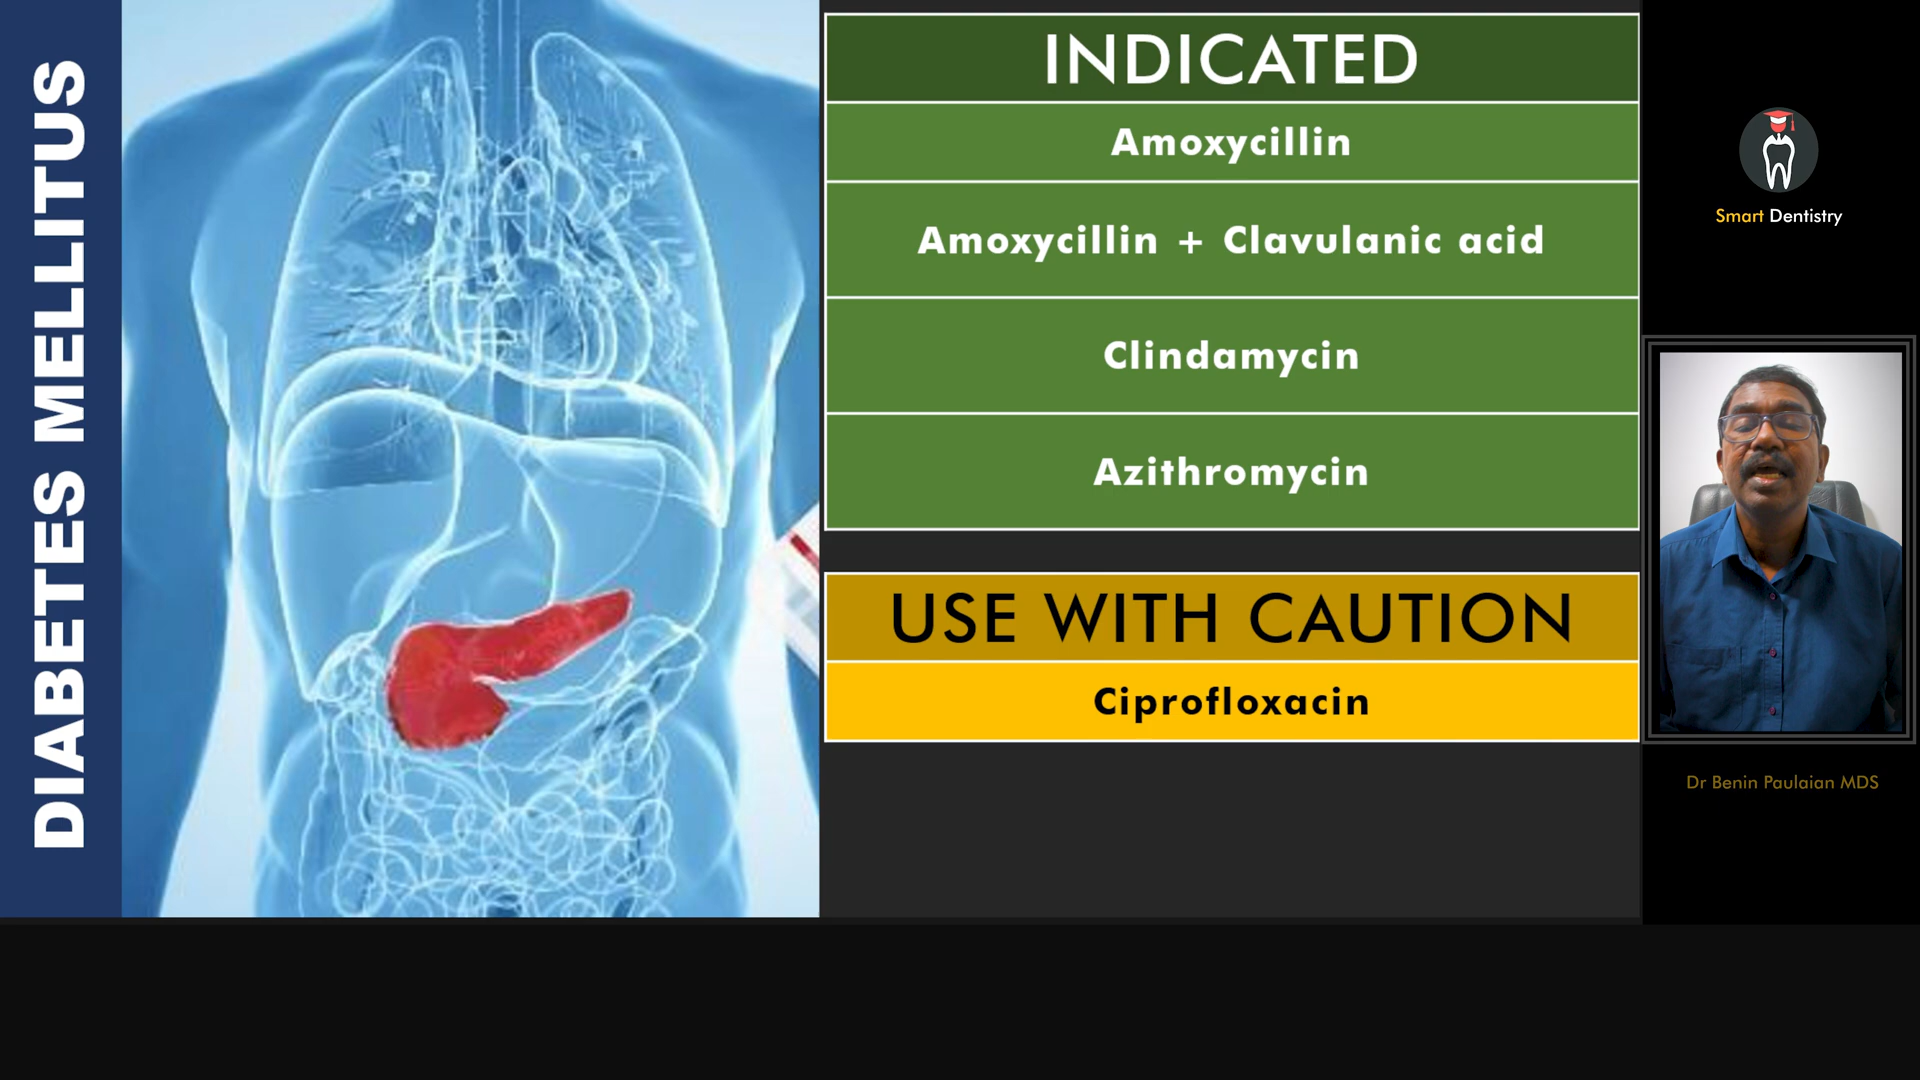 DIABETES MELLITUS
INDICATED
Amoxycillin
Amoxycillin + Clavulanic acid
Clindamycin
Azithromycin
USE WITH CAUTION
Ciprofloxacin
Smart Dentistry
Dr Benin Paulaian MDS